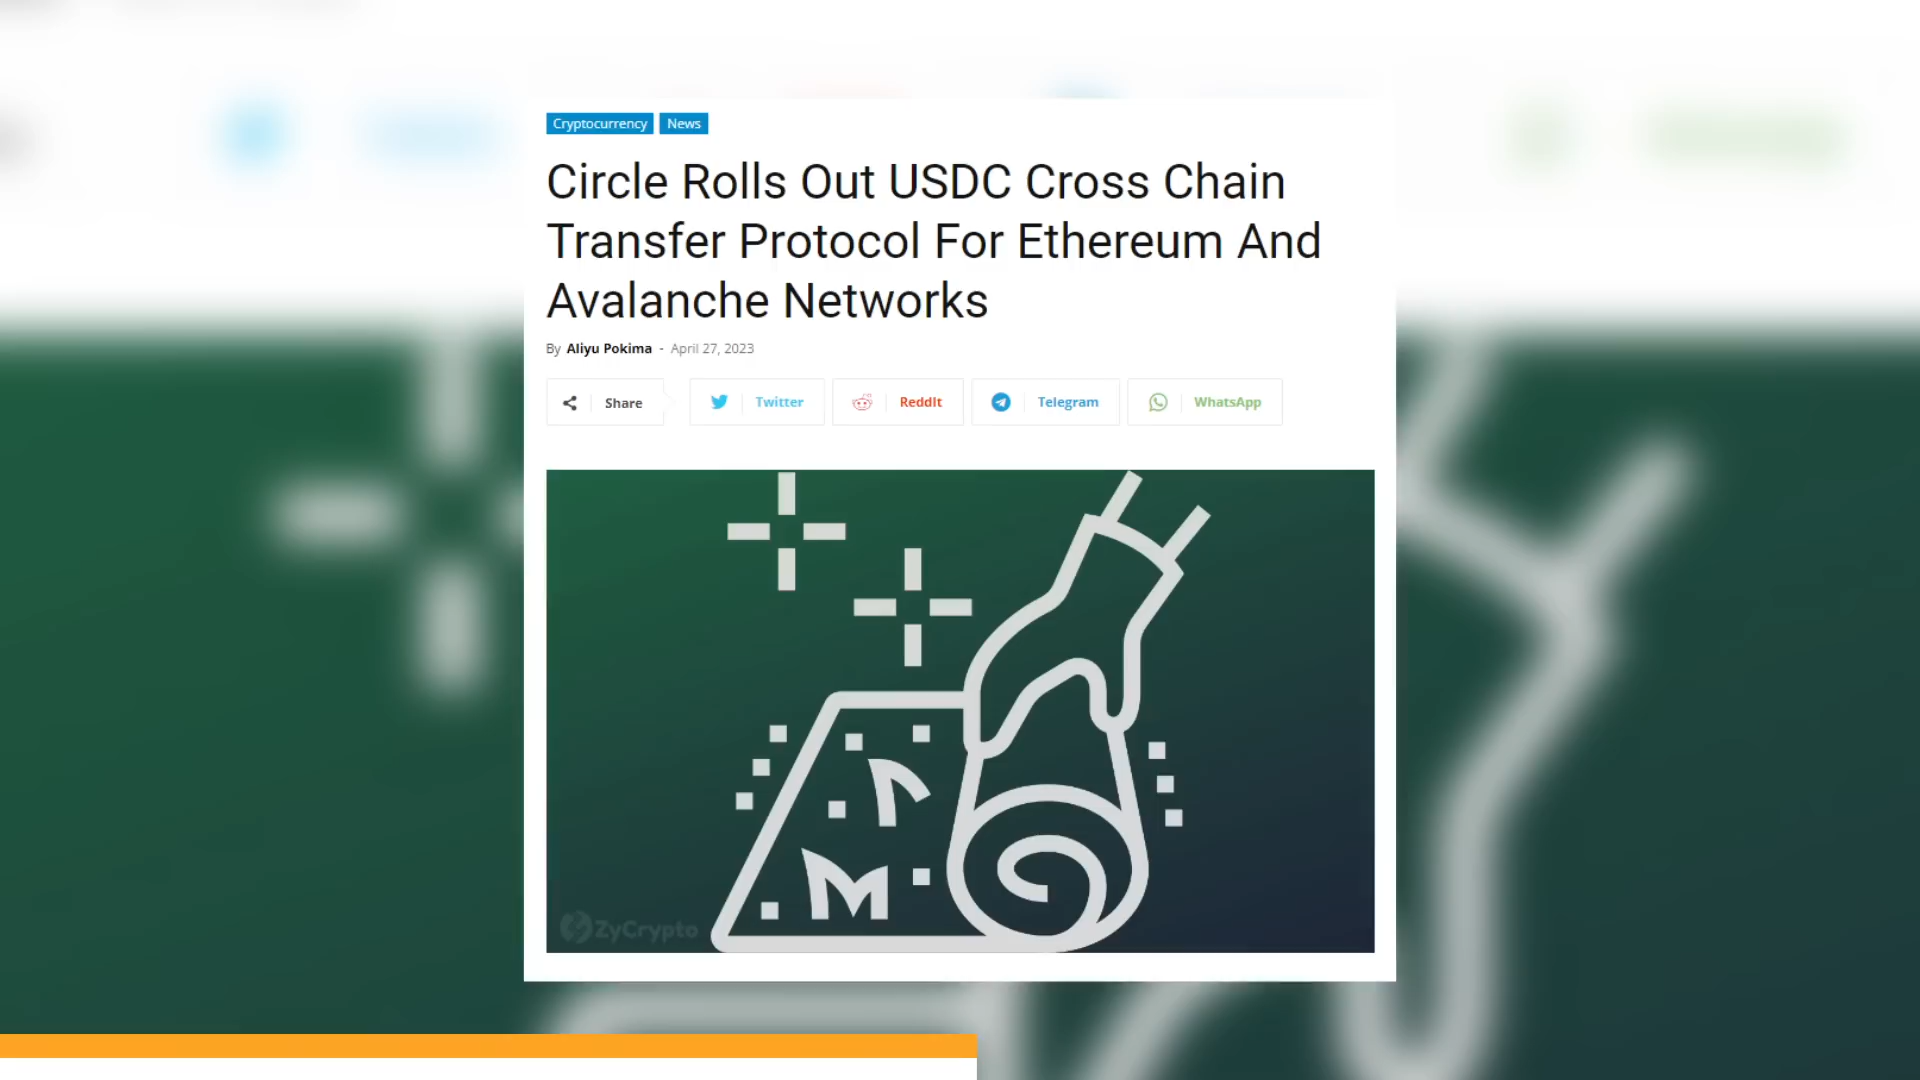 Cryptocurrency News
Circle Rolls Out USDC Cross Chain
Transfer Protocol For Ethereum And
Avalanche Networks
By Aliyu Pokima - April 27, 2023
Share Twitter ReddIt Telegram WhatsApp
ZyCrypto